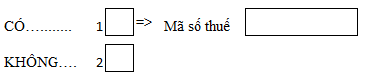 CÓ........... 1 => Mã số thuế
KHÔNG.... 2